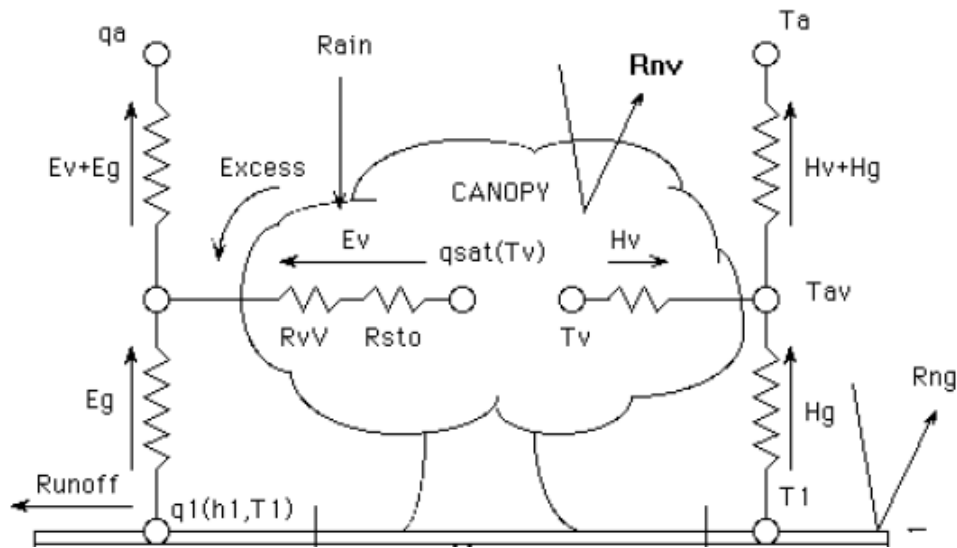 qa
Ta
Rain
Rnv
Ev+Eg
Excess
CANOPY
Hv+Hg
Ev
qsat(Tv)
Hv
Tav
RvV
Rsto
Tv
Eg
Hg
Rng
Runoff
q1(h1,T1)
T1